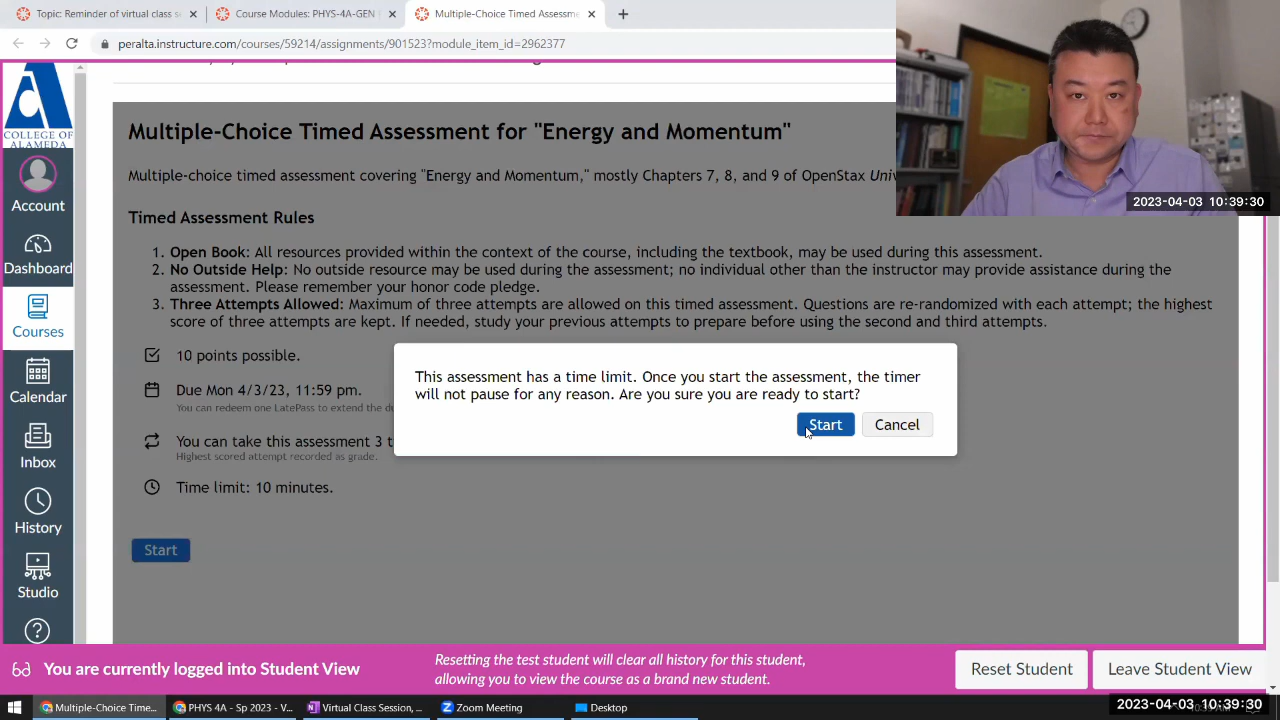 Topic: Reminder of virtual class s
Course Modules: PHYS-4A-GEN F
Multiple-Choice Timed Assessme
peralta.instructure.com/courses/59214/assignments/901523?module_item_id=2962377
COLLEGE OF
ALAMEDA
Account
Dashboard
Courses
Calendar
Inbox
History
Studio
Multiple-Choice Timed Assessment for "Energy and Momentum"
Multiple-choice timed assessment covering "Energy and Momentum," mostly Chapters 7, 8, and 9 of OpenStax Univ
Timed Assessment Rules
1. Open Book: All resources provided within the context of the course, including the textbook, may be used during this assessment.
2. No Outside Help: No outside resource may be used during the assessment; no individual other than the instructor may provide assistance during the
assessment. Please remember your honor code pledge.
3. Three Attempts Allowed: Maximum of three attempts are allowed on this timed assessment. Questions are re-randomized with each attempt; the highest
score of three attempts are kept. If needed, study your previous attempts to prepare before using the second and third attempts.
10 points possible.
Due Mon 4/3/23, 11:59 pm.
You can redeem one LatePass to extend the du
You can take this assessment 3 t
Highest scored attempt recorded as grade.
Time limit: 10 minutes.
Start
This assessment has a time limit. Once you start the assessment, the timer
will not pause for any reason. Are you sure you are ready to start?
Start Cancel
2023-04-03 10:39:30
You are currently logged into Student View
Resetting the test student will clear all history for this student,
allowing you to view the course as a brand new student.
Reset Student
Leave Student View
Multiple-Choice Time...
PHYS 4A - Sp 2023 - V...
Virtual Class Session, ...
Zoom Meeting
Desktop
2023-04-03 10:39:30